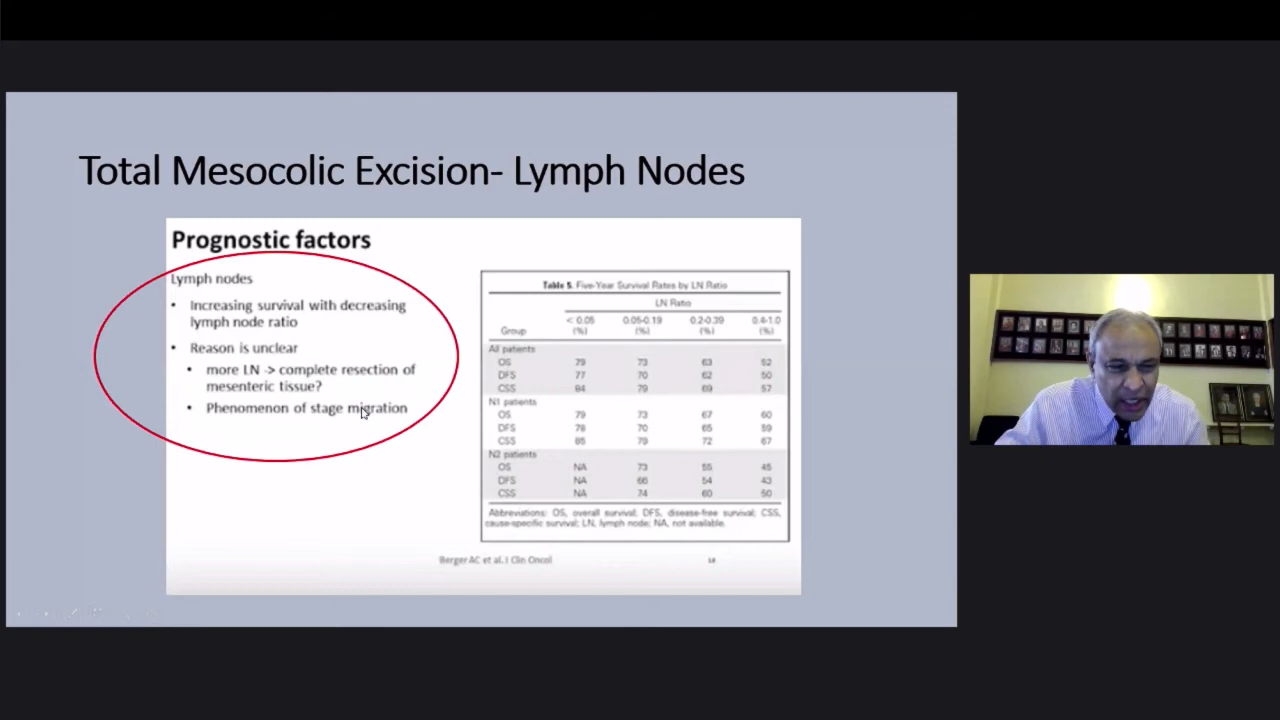 Total Mesocolic Excision- Lymph Nodes
Prognostic factors
Lymph nodes
• Increasing survival with decreasing
lymph node ratio
• Reason is unclear
• more LN -> complete resection of
mesenteric tissue?
• Phenomenon of stage migration
Table 5. Five-Year Survival Rates by LN Ratio
LN Ratio
< 0.05 0.05-0.19 0.2-0.39 0.4-1.0
Group (%) (%) (%) (%)
All patients
OS 79 73 63 52
DFS 77 70 62 50
CSS 84 79 69 57
N1 patients
OS 79 73 67 60
DFS 78 70 65 59
CSS 85 79 72 67
N2 patients
OS NA 73 55 45
DFS NA 66 54 43
CSS NA 74 60 50
Abbreviations: OS, overall survival; DFS, disease-free survival; CSS,
cause-specific survival; LN, lymph node; NA, not available.
Berger AC et al. J Clin Oncol
18